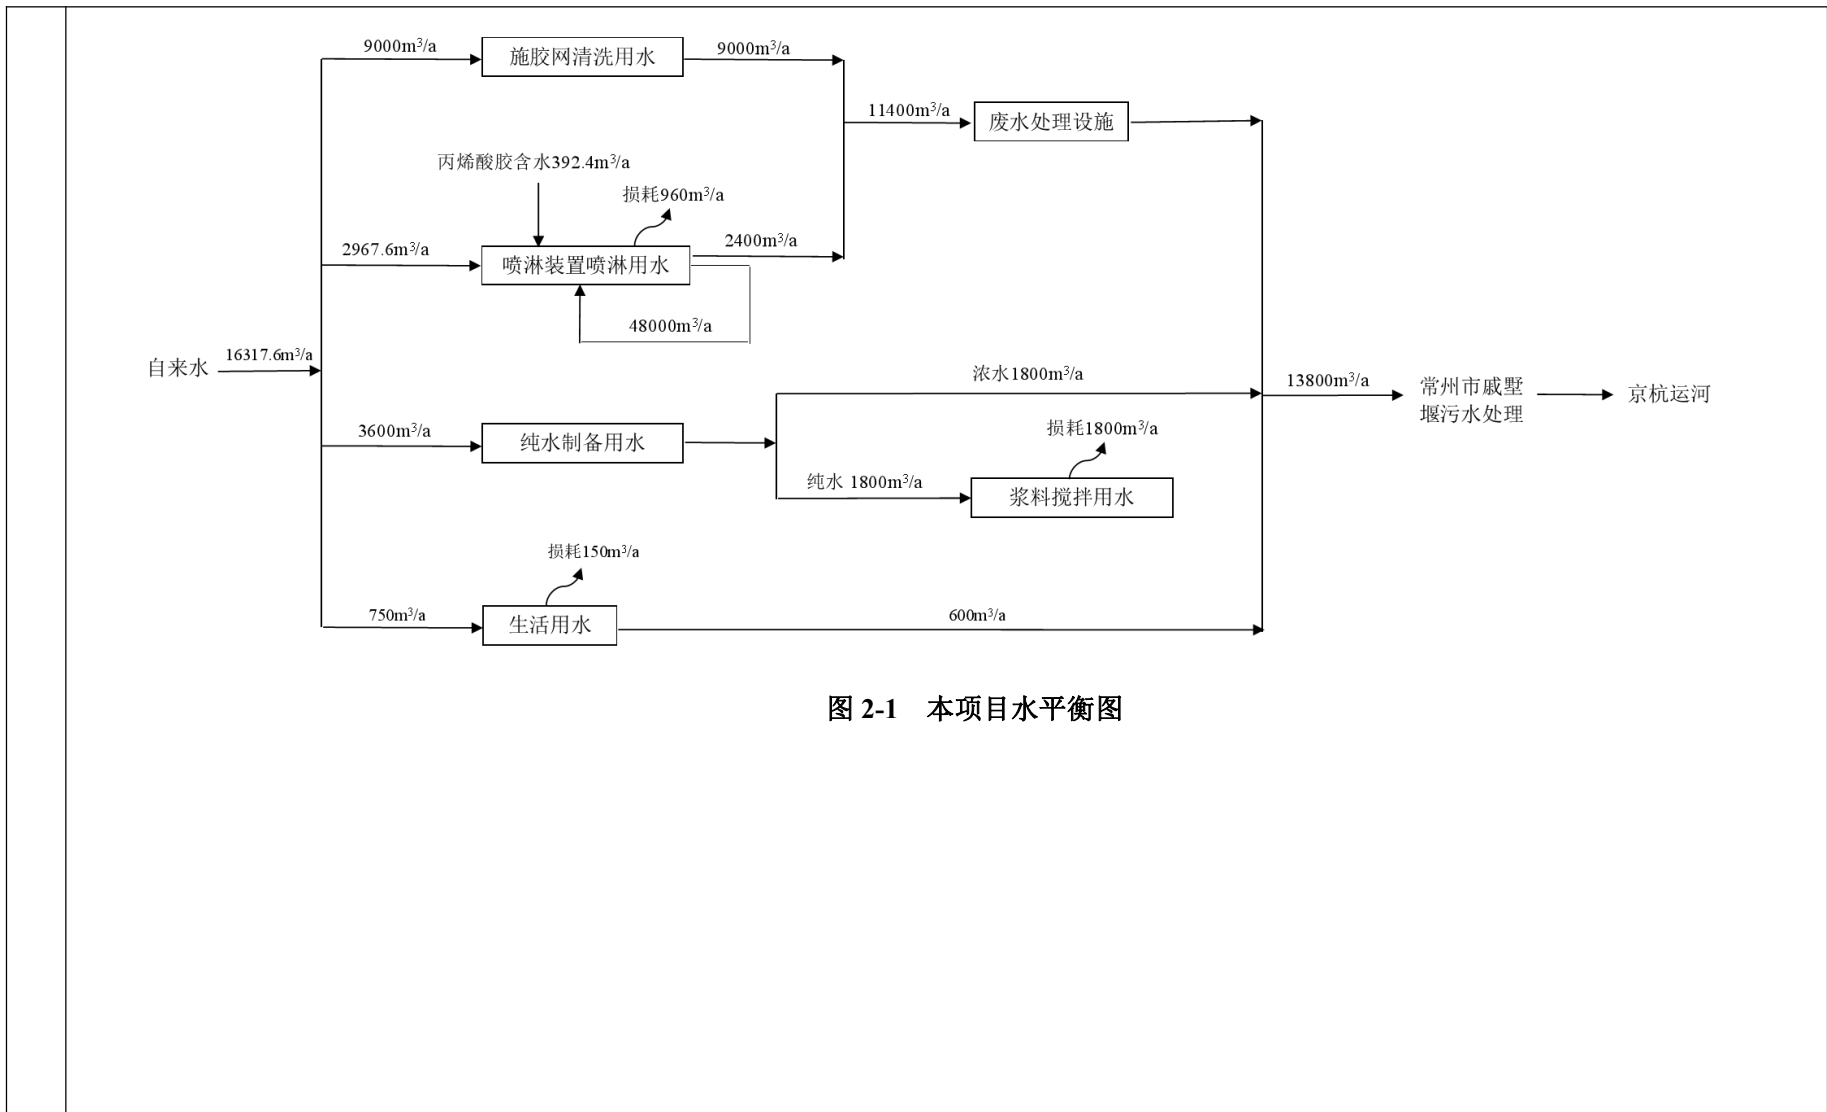 9000m³/a
施胶网清洗用水
9000m³/a
11400m³/a
废水处理设施
丙烯酸胶含水392.4m³/a
损耗960m³/a
2967.6m³/a
喷淋装置喷淋用水
2400m³/a
48000m³/a
自来水
16317.6m³/a
浓水1800m³/a
13800m³/a
常州市戚墅
堰污水处理
京杭运河
3600m³/a
纯水制备用水
损耗1800m³/a
纯水 1800m³/a
浆料搅拌用水
损耗150m³/a
750m³/a
生活用水
600m³/a
图 2-1 本项目水平衡图